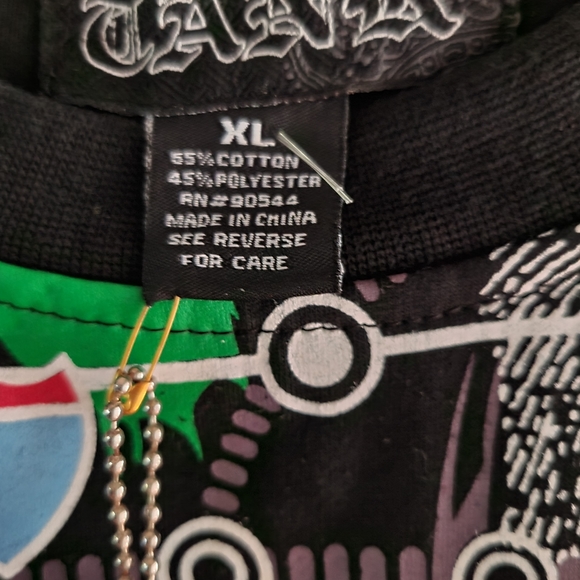 XL
55% COTTON
45% POLYESTER
RN#90544
MADE IN CHINA
SEE REVERSE
FOR CARE